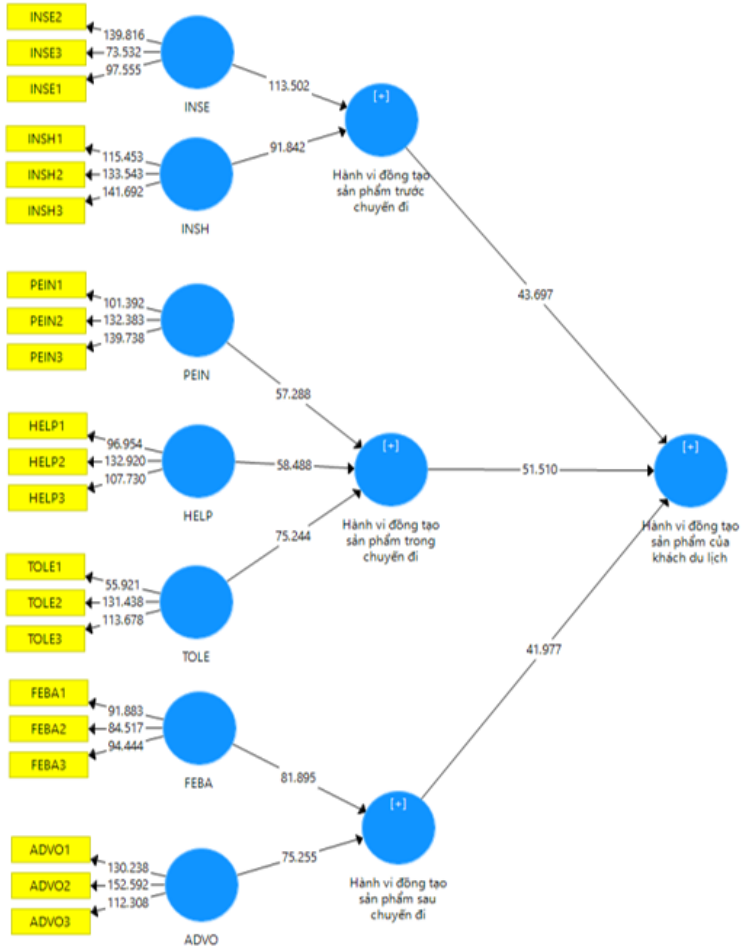 INSE2
139.816
INSE3
73.532
97.555
INSE1
INSE
113.502
[+]
INSH1
115.453
INSH2
133.543
141.692
INSH3
INSH
91.842
Hành vi đồng tạo
sản phẩm trước
chuyến đi
43.697
PEIN1
101.392
PEIN2
132.383
139.738
PEIN3
PEIN
57.288
HELP1
96.954
HELP2
132.920
107.730
HELP3
HELP
58.488
[+]
51.510
[+]
Hành vi đồng tạo
sản phẩm trong
chuyến đi
Hành vi đồng tạo
sản phẩm của
khách du lịch
75.244
TOLE1
55.921
TOLE2
131.438
113.678
TOLE3
TOLE
41.977
FEBA1
91.883
FEBA2
84.517
94.444
FEBA3
FEBA
81.895
[+]
ADVO1
130.238
ADVO2
152.592
112.308
ADVO3
ADVO
75.255
Hành vi đồng tạo
sản phẩm sau
chuyến đi